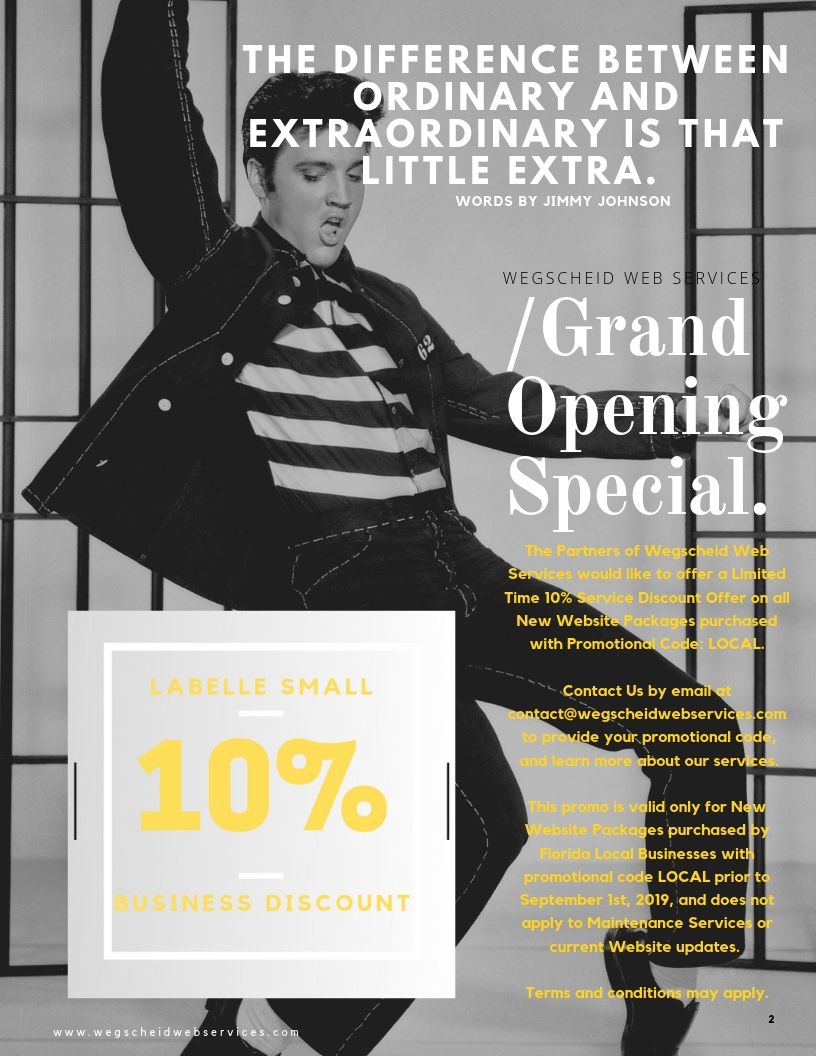 THE DIFFERENCE BETWEEN
ORDINARY AND
EXTRAORDINARY IS THAT
LITTLE EXTRA.
WORDS BY JIMMY JOHNSON
WEGSCHEID WEB SERVICES
/Grand
Opening
Special.
The Partners of Wegscheid Web
Services would like to offer a Limited
Time 10% Service Discount Offer on all
New Website Packages purchased
with Promotional Code: LOCAL.
Contact Us by email at
contact@wegscheidwebservices.com
to provide your promotional code,
and learn more about our services.
This promo is valid only for New
Website Packages purchased by
Florida Local Businesses with
promotional code LOCAL prior to
September 1st, 2019, and does not
apply to Maintenance Services or
current Website updates.
Terms and conditions may apply.
LABELLE SMALL
10%
BUSINESS DISCOUNT
62
www.wegscheidwebservices.com
2